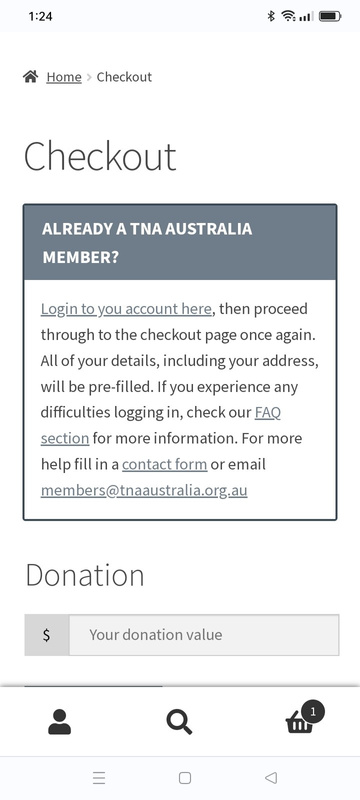 1:24
Home > Checkout
Checkout
ALREADY A TNA AUSTRALIA
MEMBER?
Login to you account here, then proceed
through to the checkout page once again.
All of your details, including your address,
will be pre-filled. If you experience any
difficulties logging in, check our FAQ
section for more information. For more
help fill in a contact form or email
members@tnaaustralia.org.au
Donation
$ Your donation value
1